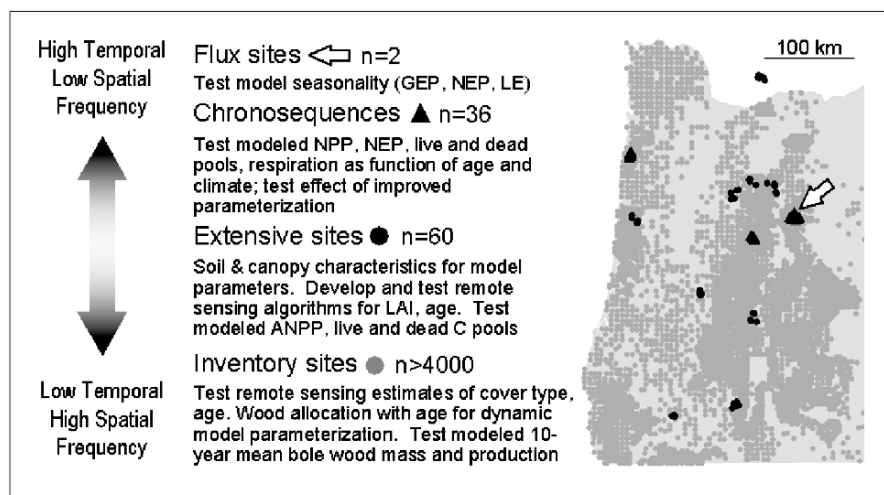 High Temporal
Low Spatial
Frequency
Flux sites n=2
Test model seasonality (GEP, NEP, LE)
Chronosequences n=36
Test modeled NPP, NEP, live and dead
pools, respiration as function of age and
climate; test effect of improved
parameterization
Extensive sites n=60
Soil & canopy characteristics for model
parameters. Develop and test remote
sensing algorithms for LAI, age. Test
modeled ANPP, live and dead C pools
Inventory sites n>4000
Test remote sensing estimates of cover type,
age. Wood allocation with age for dynamic
model parameterization. Test modeled 10-
year mean bole wood mass and production
Low Temporal
High Spatial
Frequency
100 km